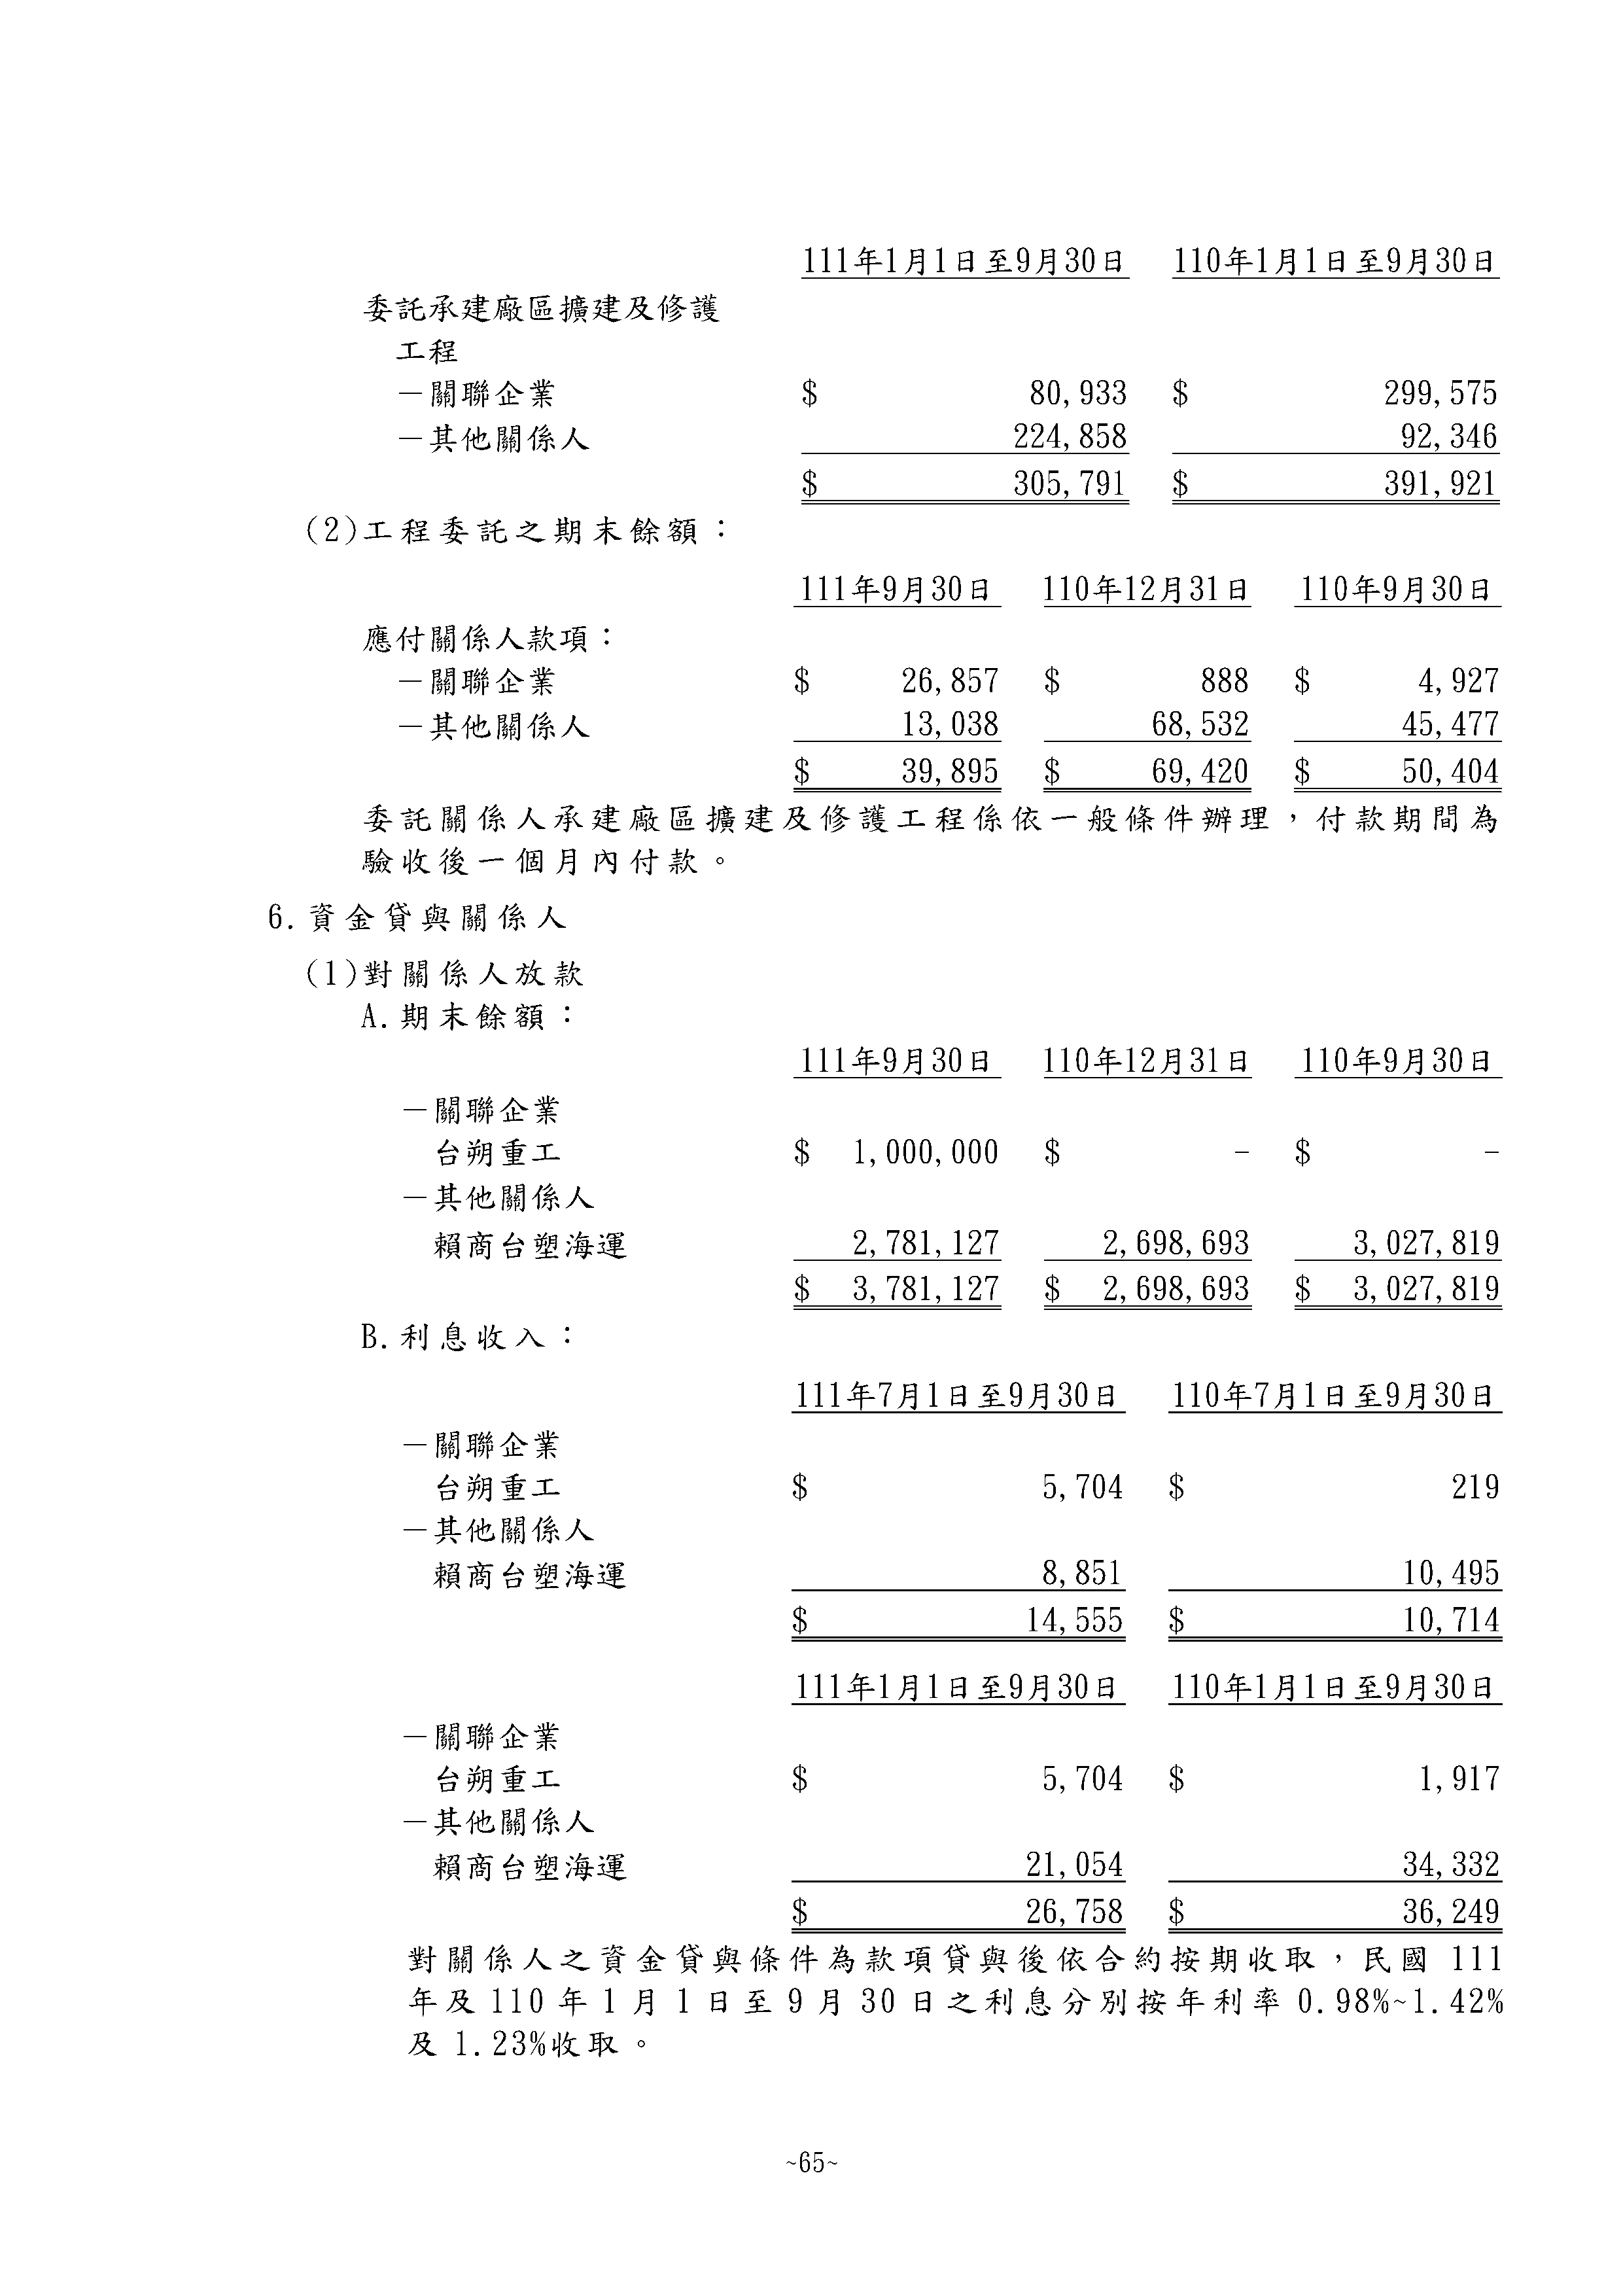 111年1月1日至9月30日 110年1月1日至9月30日
委託承建廠區擴建及修護
工程
－關聯企業 $ 80,933 $ 299,575
－其他關係人 224,858 92,346
$ 305,791 $ 391,921
(2)工程委託之期末餘額：
111年9月30日 110年12月31日 110年9月30日
應付關係人款項：
－關聯企業 $ 26,857 $ 888 $ 4,927
－其他關係人 13,038 68,532 45,477
$ 39,895 $ 69,420 $ 50,404
委託關係人承建廠區擴建及修護工程係依一般條件辦理，付款期間為
驗收後一個月內付款。
6.資金貸與關係人
(1)對關係人放款
A.期末餘額：
111年9月30日 110年12月31日 110年9月30日
－關聯企業
台朔重工 $ 1,000,000 $ - $ -
－其他關係人
賴商台塑海運 2,781,127 2,698,693 3,027,819
$ 3,781,127 $ 2,698,693 $ 3,027,819
B.利息收入：
111年7月1日至9月30日 110年7月1日至9月30日
－關聯企業
台朔重工 $ 5,704 $ 219
－其他關係人
賴商台塑海運 8,851 10,495
$ 14,555 $ 10,714
111年1月1日至9月30日 110年1月1日至9月30日
－關聯企業
台朔重工 $ 5,704 $ 1,917
－其他關係人
賴商台塑海運 21,054 34,332
$ 26,758 $ 36,249
對關係人之資金貸與條件為款項貸與後依合約按期收取，民國 111
年及 110 年 1 月 1 日至 9 月 30 日之利息分別按年利率 0.98%~1.42%
及 1.23%收取。
~65~